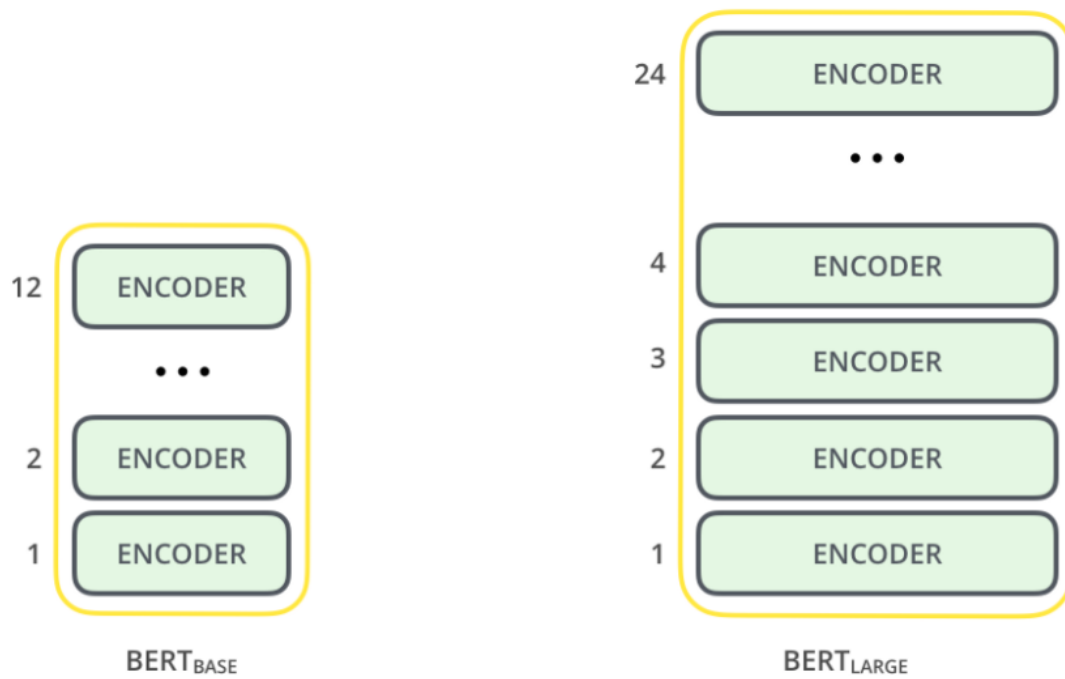 12
ENCODER
...
2
ENCODER
1
ENCODER
BERTBASE
24
ENCODER
...
4
ENCODER
3
ENCODER
2
ENCODER
1
ENCODER
BERTLARGE